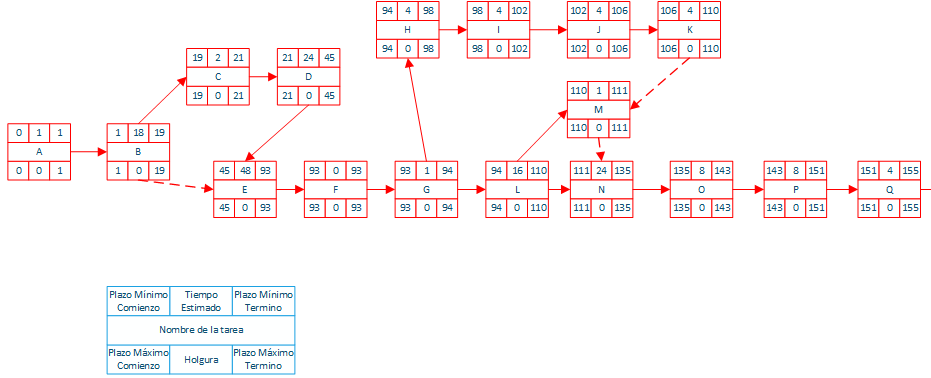 94 4 98
H
94 0 98
98 4 102
I
98 0 102
102 4 106
J
102 0 106
106 4 110
K
106 0 110
19 2 21
C
19 0 21
21 24 45
D
21 0 45
110 1 111
M
110 0 111
0 1 1
A
0 0 1
1 18 19
B
1 0 19
45 48 93
E
45 0 93
93 0 93
F
93 0 93
93 1 94
G
93 0 94
94 16 110
L
94 0 110
111 24 135
N
111 0 135
135 8 143
O
135 0 143
143 8 151
P
143 0 151
151 4 155
Q
151 0 155
Plazo Mínimo Comienzo
Tiempo Estimado
Plazo Mínimo Termino
Nombre de la tarea
Plazo Máximo Comienzo
Holgura
Plazo Máximo Termino